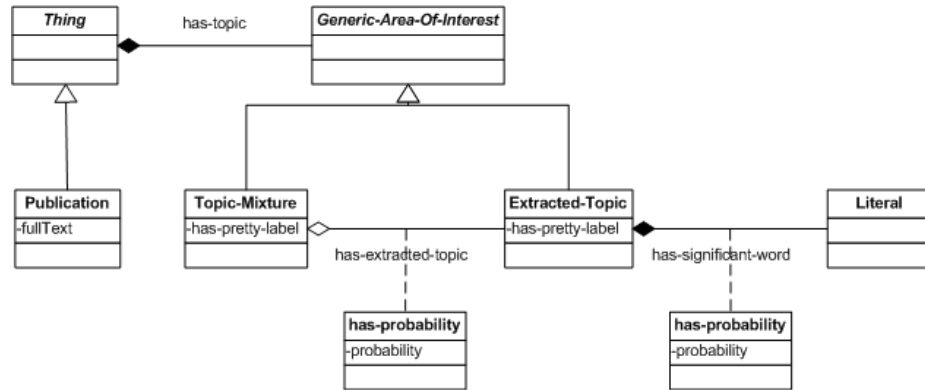 Thing
has-topic
Generic-Area-Of-Interest
Publication
-fullText
Topic-Mixture
-has-pretty-label
Extracted-Topic
-has-pretty-label
Literal
has-extracted-topic
has-significant-word
has-probability
-probability
has-probability
-probability